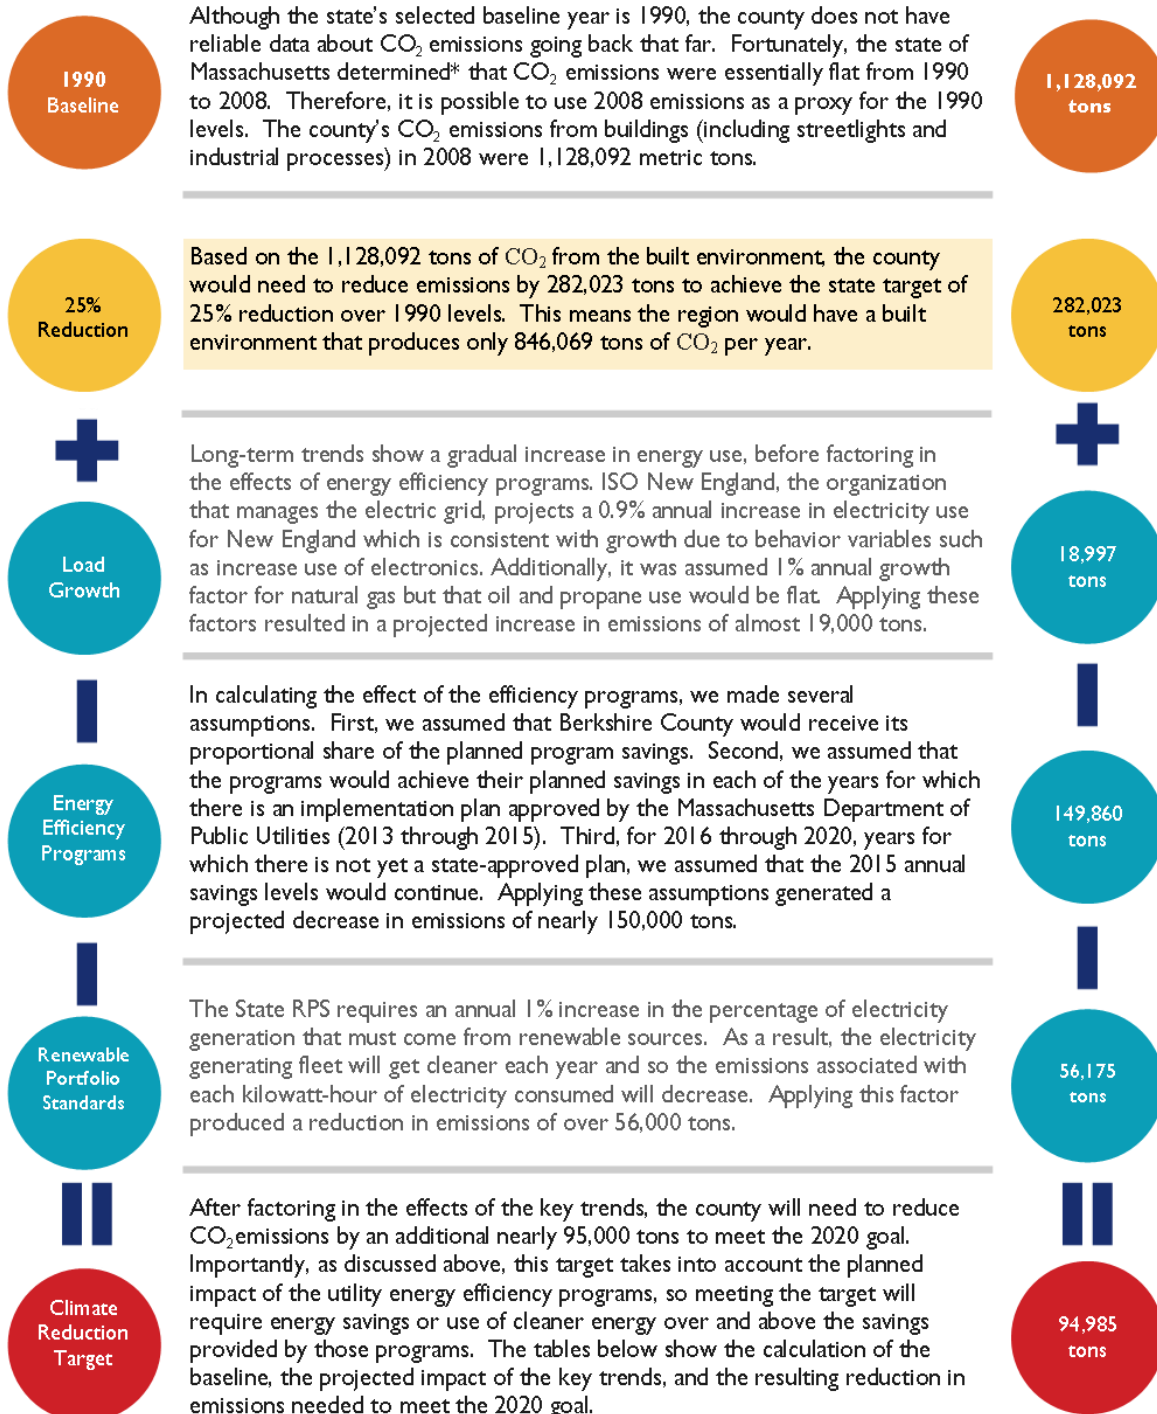 1990
Baseline
Although the state's selected baseline year is 1990, the county does not have
reliable data about CO₂ emissions going back that far. Fortunately, the state of
Massachusetts determined* that CO₂ emissions were essentially flat from 1990
to 2008. Therefore, it is possible to use 2008 emissions as a proxy for the 1990
levels. The county's CO₂ emissions from buildings (including streetlights and
industrial processes) in 2008 were 1,128,092 metric tons.
1,128,092
tons
25%
Reduction
Based on the 1,128,092 tons of CO₂ from the built environment, the county
would need to reduce emissions by 282,023 tons to achieve the state target of
25% reduction over 1990 levels. This means the region would have a built
environment that produces only 846,069 tons of CO₂ per year.
282,023
tons
Load
Growth
Long-term trends show a gradual increase in energy use, before factoring in
the effects of energy efficiency programs. ISO New England, the organization
that manages the electric grid, projects a 0.9% annual increase in electricity use
for New England which is consistent with growth due to behavior variables such
as increase use of electronics. Additionally, it was assumed 1% annual growth
factor for natural gas but that oil and propane use would be flat. Applying these
factors resulted in a projected increase in emissions of almost 19,000 tons.
18,997
tons
Energy
Efficiency
Programs
In calculating the effect of the efficiency programs, we made several
assumptions. First, we assumed that Berkshire County would receive its
proportional share of the planned program savings. Second, we assumed that
the programs would achieve their planned savings in each of the years for which
there is an implementation plan approved by the Massachusetts Department of
Public Utilities (2013 through 2015). Third, for 2016 through 2020, years for
which there is not yet a state-approved plan, we assumed that the 2015 annual
savings levels would continue. Applying these assumptions generated a
projected decrease in emissions of nearly 150,000 tons.
149,860
tons
Renewable
Portfolio
Standards
The State RPS requires an annual 1% increase in the percentage of electricity
generation that must come from renewable sources. As a result, the electricity
generating fleet will get cleaner each year and so the emissions associated with
each kilowatt-hour of electricity consumed will decrease. Applying this factor
produced a reduction in emissions of over 56,000 tons.
56,175
tons
Climate
Reduction
Target
After factoring in the effects of the key trends, the county will need to reduce
CO₂emissions by an additional nearly 95,000 tons to meet the 2020 goal.
Importantly, as discussed above, this target takes into account the planned
impact of the utility energy efficiency programs, so meeting the target will
require energy savings or use of cleaner energy over and above the savings
provided by those programs. The tables below show the calculation of the
baseline, the projected impact of the key trends, and the resulting reduction in
emissions needed to meet the 2020 goal.
94,985
tons